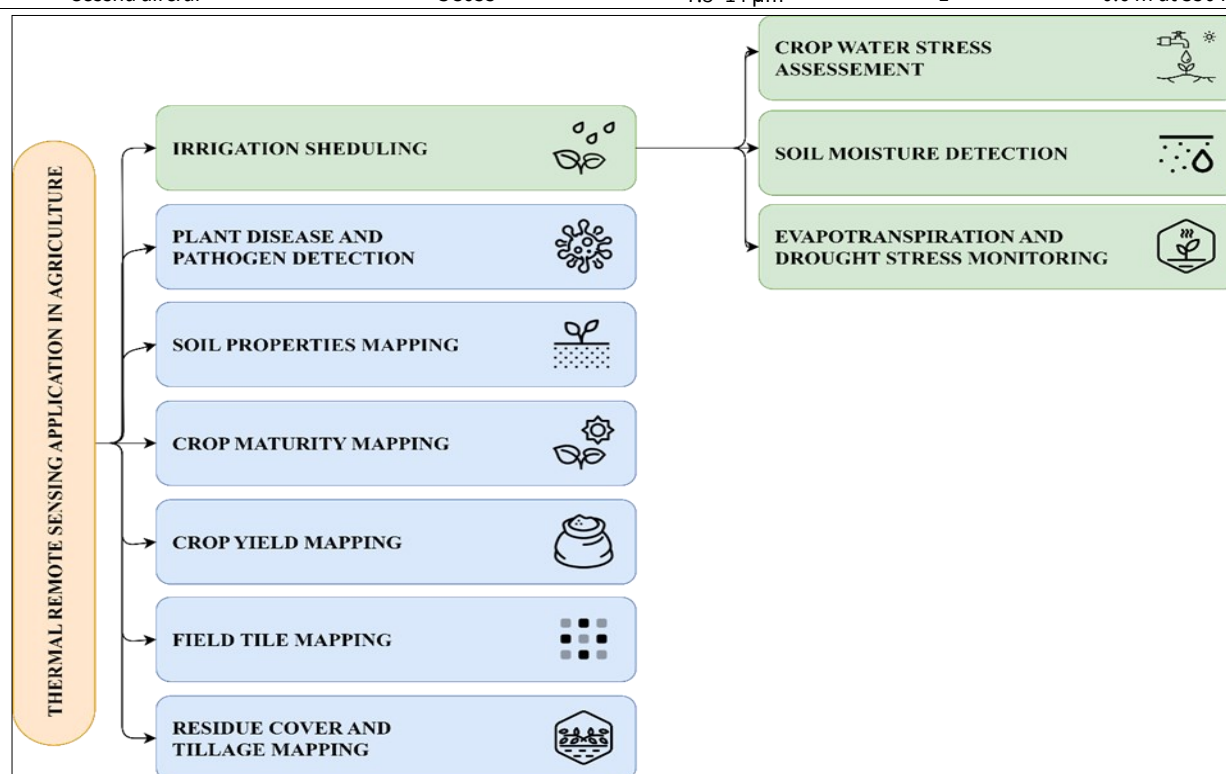 THERMAL REMOTE SENSING APPLICATION IN AGRICULTURE
IRRIGATION SHEDULING
PLANT DISEASE AND
PATHOGEN DETECTION
SOIL PROPERTIES MAPPING
CROP MATURITY MAPPING
CROP YIELD MAPPING
FIELD TILE MAPPING
RESIDUE COVER AND
TILLAGE MAPPING
CROP WATER STRESS
ASSESSEMENT
SOIL MOISTURE DETECTION
EVAPOTRANSPIRATION AND
DROUGHT STRESS MONITORING